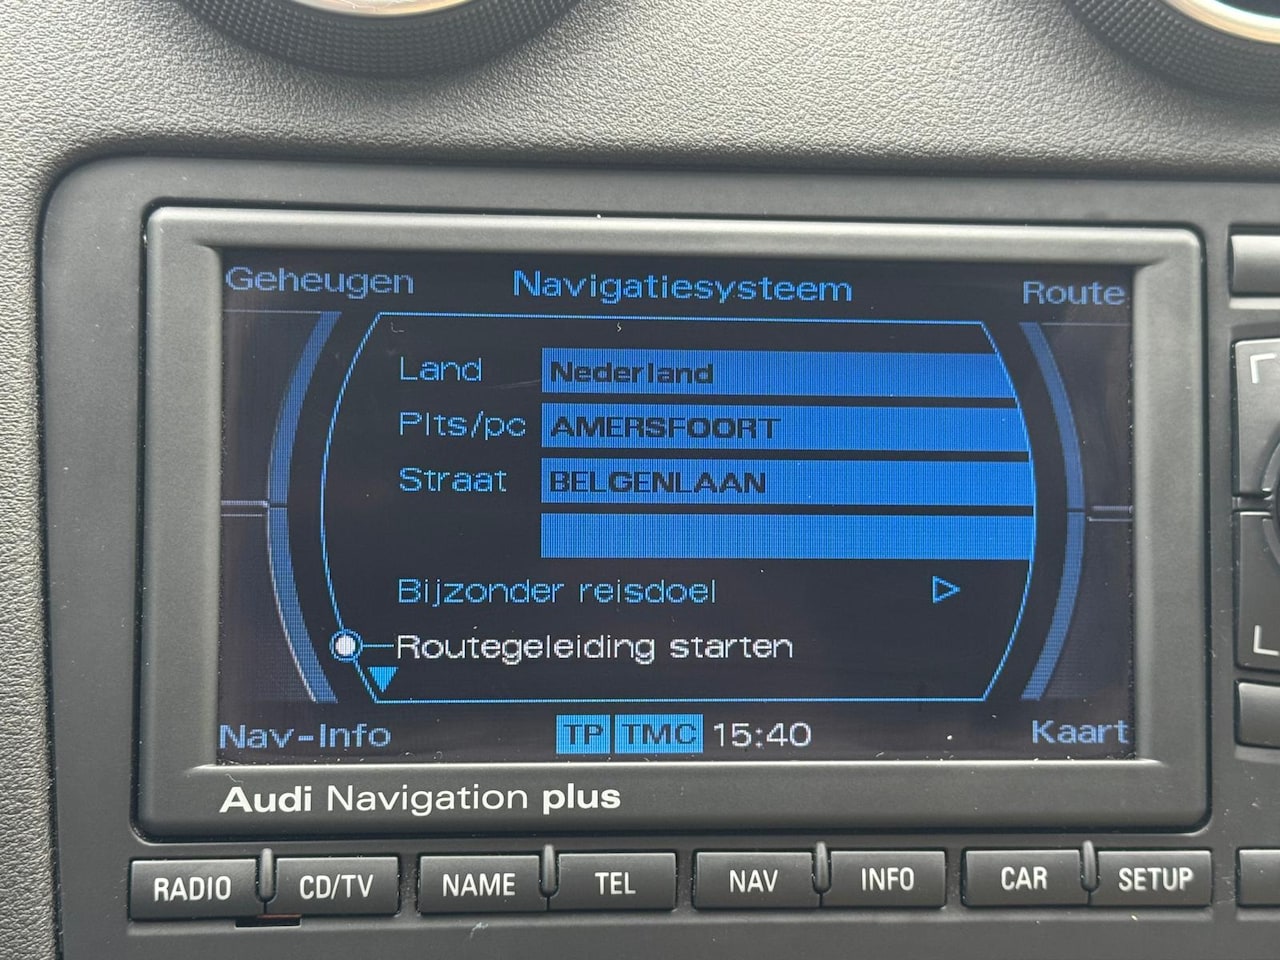 Geheugen Navigatiesysteem Route
Land Nederland
Plts/pc AMERSFOORT
Straat BELGENLAAN
Bijzonder reisdoel
Routegeleiding starten
Nav-Info TP TMC 15:40 Kaart
Audi Navigation plus
RADIO CD/TV NAME TEL NAV INFO CAR SETUP